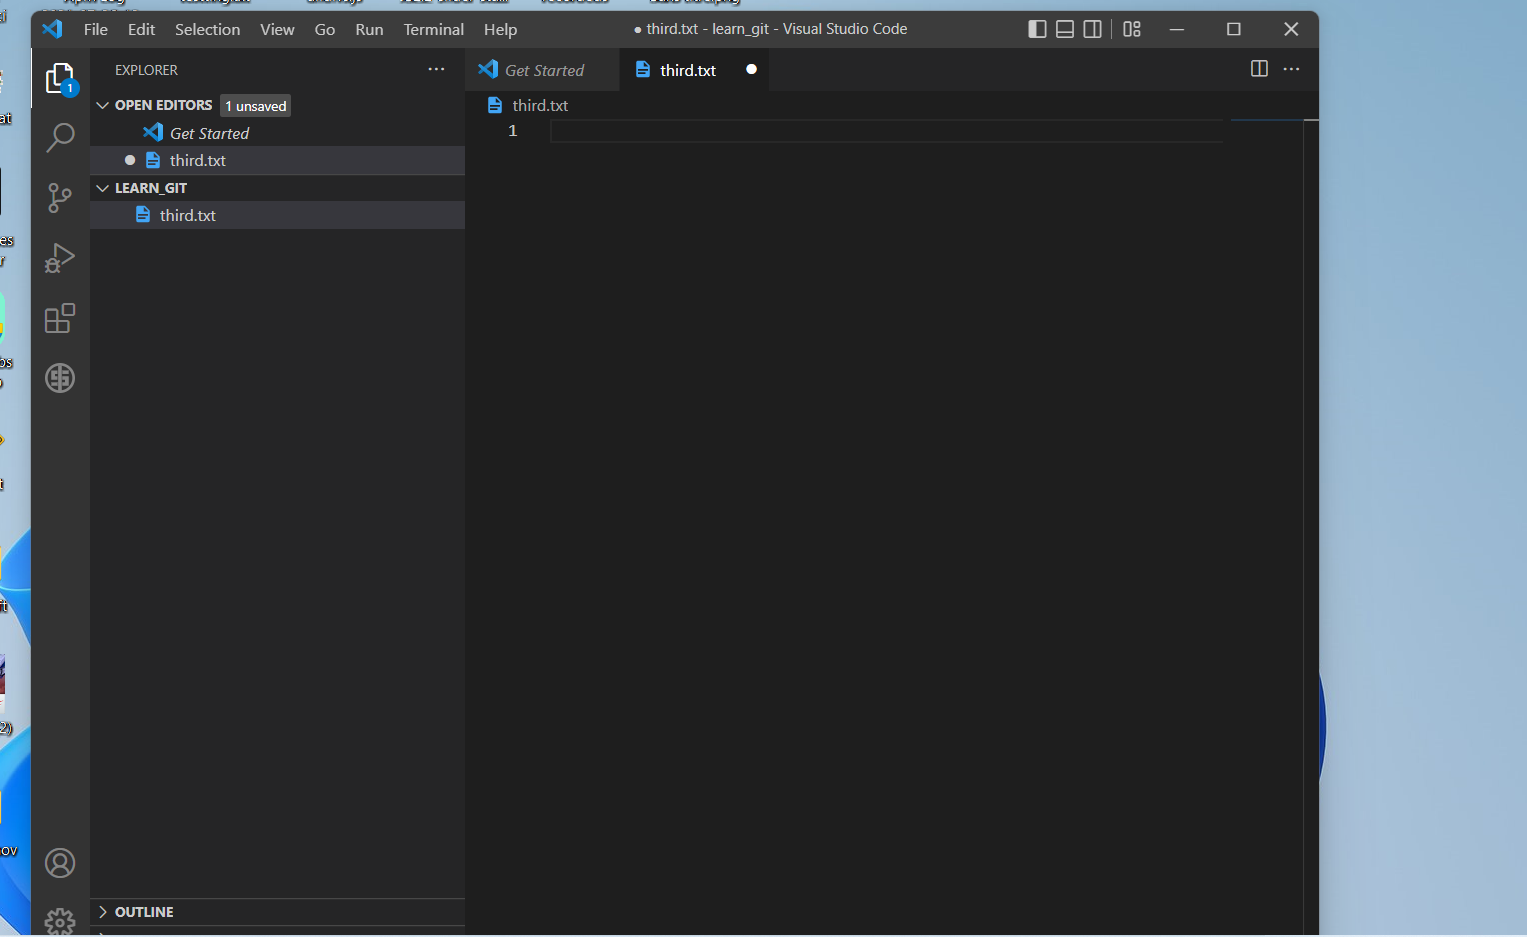 File Edit Selection View Go Run Terminal Help
● third.txt - learn_git - Visual Studio Code
EXPLORER
OPEN EDITORS 1 unsaved
Get Started
third.txt
LEARN_GIT
third.txt
OUTLINE
Get Started
third.txt
third.txt
1
1